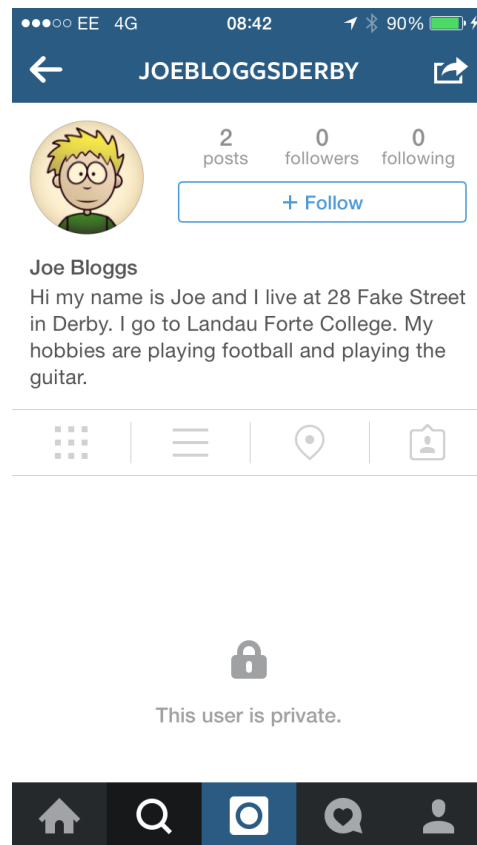 EE 4G 08:42 90%
JOEBLOGGSDERBY
2 0 0
posts followers following
+ Follow
Joe Bloggs
Hi my name is Joe and I live at 28 Fake Street
in Derby. I go to Landau Forte College. My
hobbies are playing football and playing the
guitar.
This user is private.